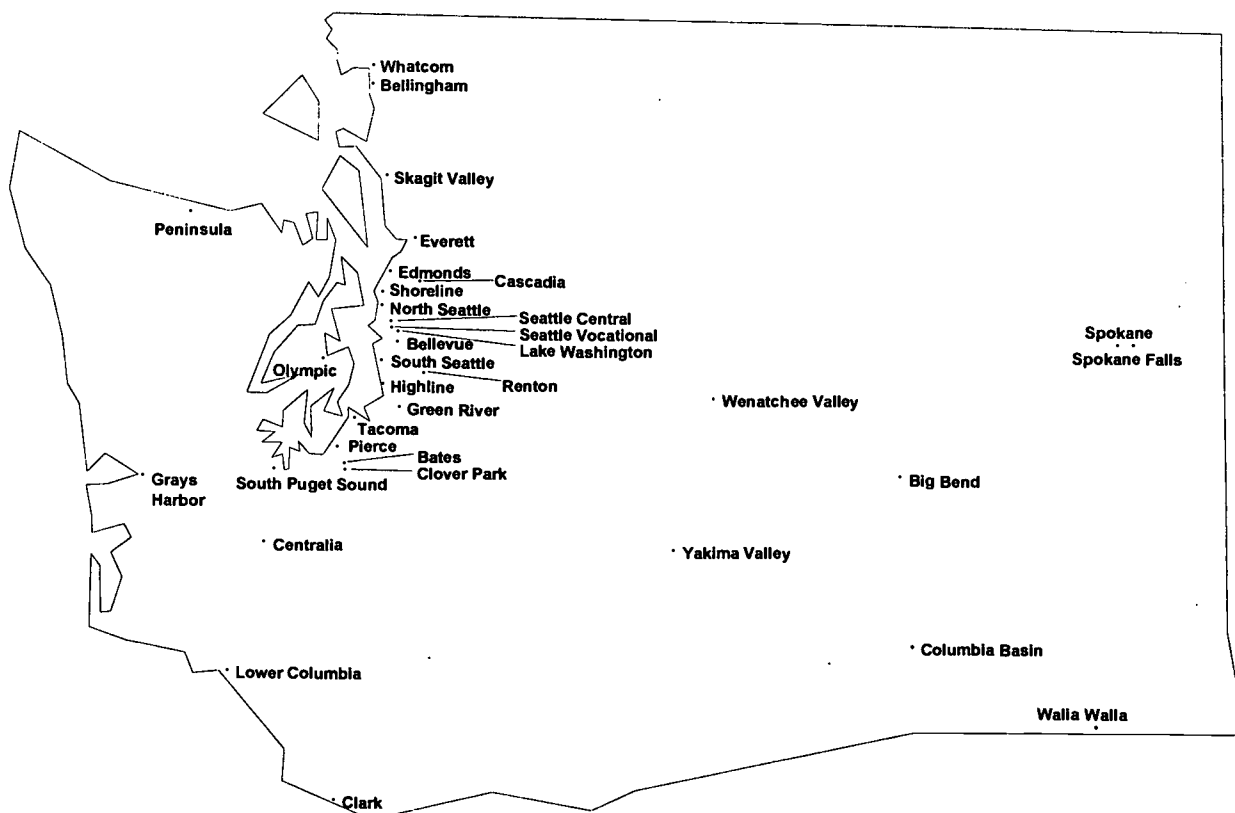 Whatcom
Bellingham
Skagit Valley
Peninsula
Everett
Edmonds
Cascadia
Shoreline
North Seattle
Seattle Central
Seattle Vocational
Lake Washington
Bellevue
Spokane
Spokane Falls
South Seattle
Olympic
Highline
Renton
Green River
Wenatchee Valley
Tacoma
Pierce
Bates
Clover Park
Grays
Harbor
South Puget Sound
Big Bend
Centralia
Yakima Valley
Columbia Basin
Lower Columbia
Walla Walla
Clark